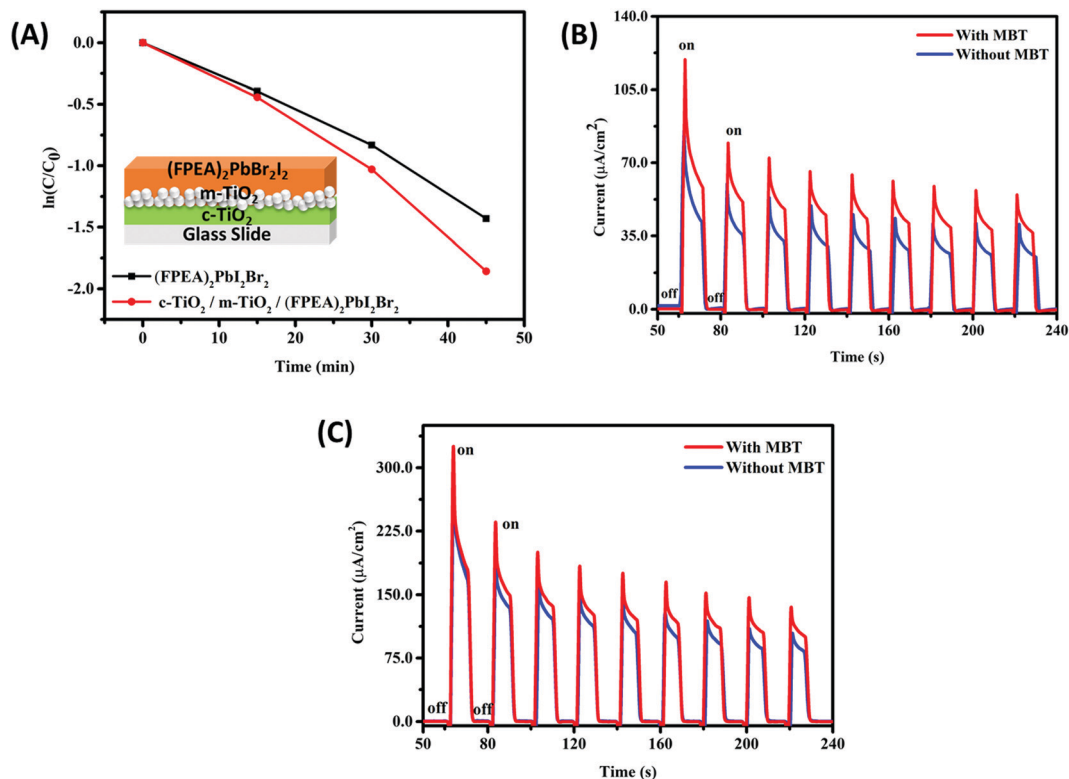 (A)
ln(C/C₀)
0.0
-0.5
-1.0
-1.5
-2.0
(FPEA)₂PbBr₂I₂
m-TiO₂
c-TiO₂
Glass Slide
(FPEA)₂PbI₂Br₂
c-TiO₂ / m-TiO₂ / (FPEA)₂PbI₂Br₂
0 10 20 30 40 50
Time (min)
(B)
Current (µA/cm²)
140.0
105.0
70.0
35.0
0.0
on
on
off
off
With MBT
Without MBT
50 80 120 160 200 240
Time (s)
(C)
Current (µA/cm²)
300.0
225.0
150.0
75.0
0.0
on
on
off
off
With MBT
Without MBT
50 80 120 160 200 240
Time (s)